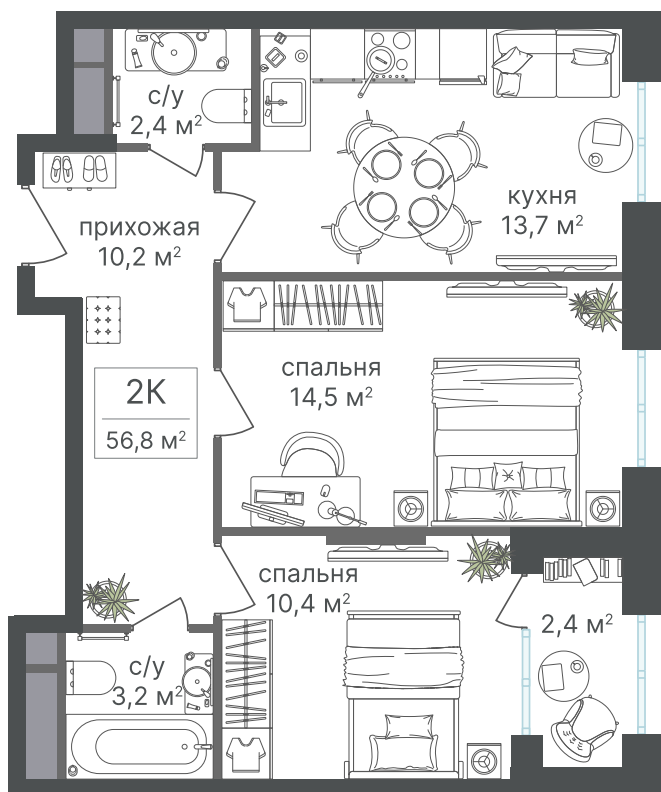 с/у
2,4 м²
кухня
13,7 м²
прихожая
10,2 м²
спальня
14,5 м²
2К
56,8 м²
спальня
10,4 м²
2,4 м²
с/у
3,2 м²